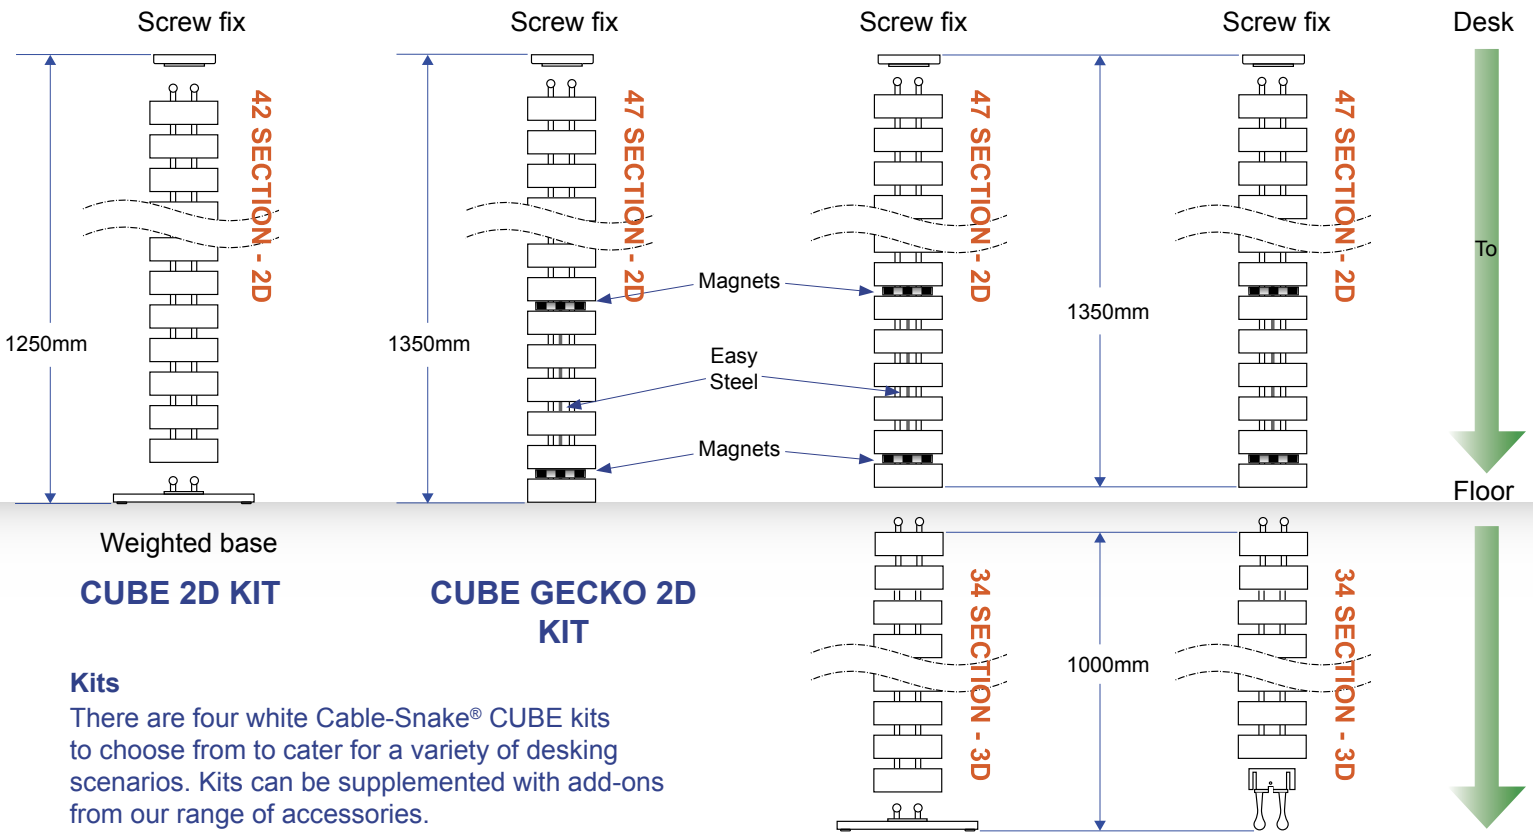 Screw fix
Screw fix
Screw fix
Screw fix
Desk
42 SECTION - 2D
47 SECTION - 2D
47 SECTION - 2D
47 SECTION - 2D
To
Magnets
1350mm
1250mm
1350mm
Easy
Steel
Magnets
Floor
Weighted base
CUBE 2D KIT
CUBE GECKO 2D
KIT
34 SECTION - 3D
34 SECTION - 3D
1000mm
Kits
There are four white Cable-Snake® CUBE kits
to choose from to cater for a variety of desking
scenarios. Kits can be supplemented with add-ons
from our range of accessories.